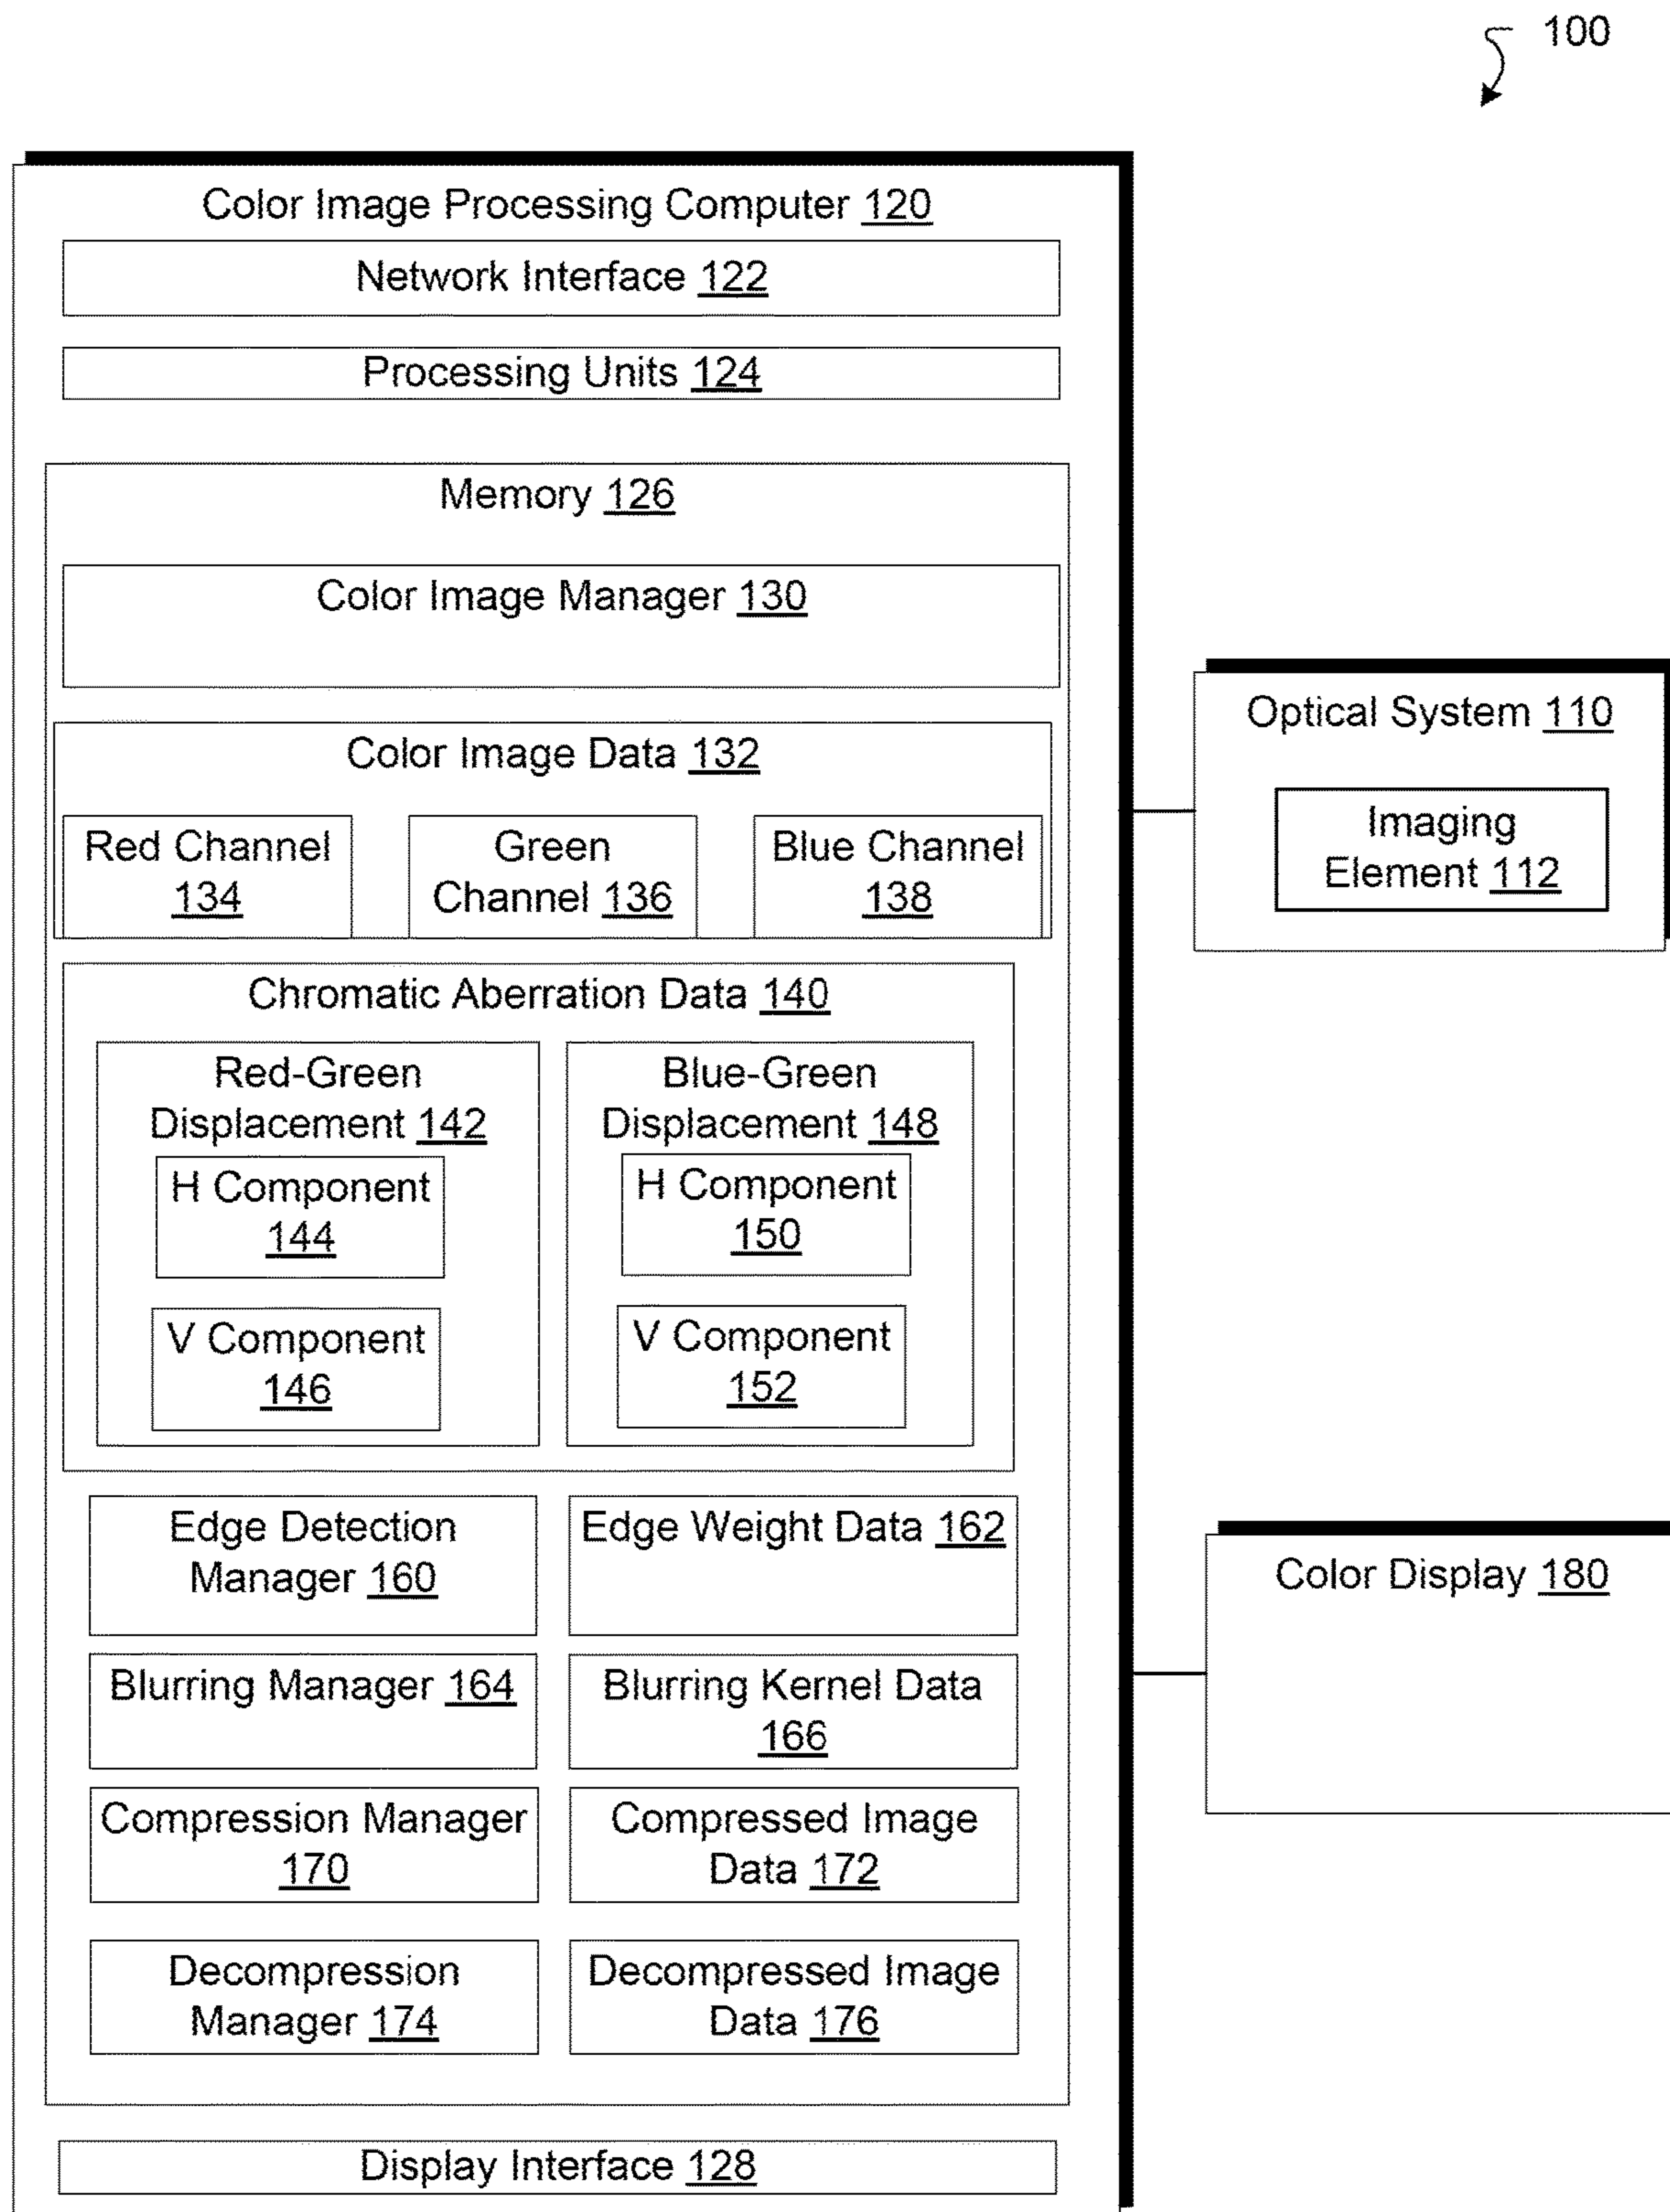 100
Color Image Processing Computer 120
Network Interface 122
Processing Units 124
Memory 126
Color Image Manager 130
Color Image Data 132
Red Channel
134
Green
Channel 136
Blue Channel
138
Chromatic Aberration Data 140
Red-Green
Displacement 142
H Component
144
V Component
146
Blue-Green
Displacement 148
H Component
150
V Component
152
Edge Detection
Manager 160
Edge Weight Data 162
Blurring Manager 164
Blurring Kernel Data
166
Compression Manager
170
Compressed Image
Data 172
Decompression
Manager 174
Decompressed Image
Data 176
Display Interface 128
Optical System 110
Imaging
Element 112
Color Display 180